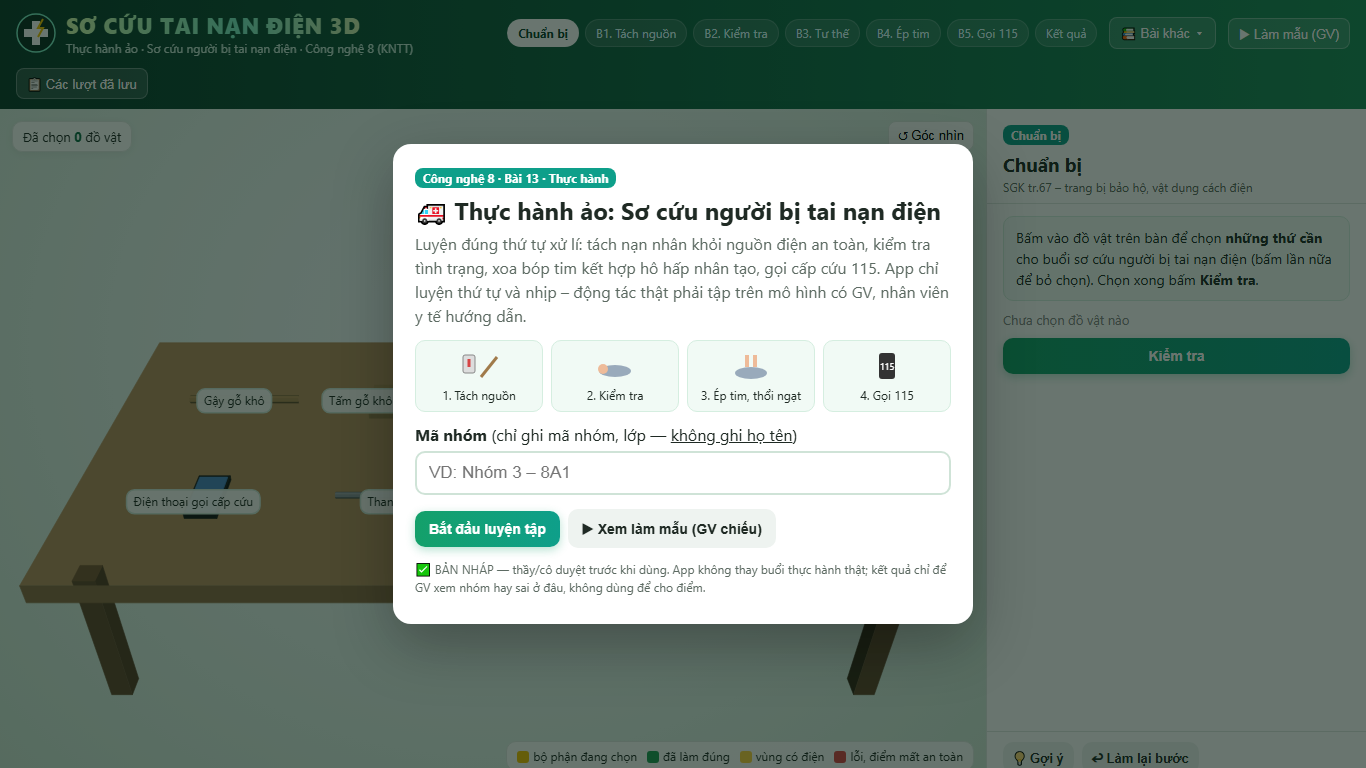 SƠ CỨU TAI NẠN ĐIỆN 3D
Thực hành ảo · Sơ cứu người bị tai nạn điện · Công nghệ 8 (KNTT)
Chuẩn bị
B1. Tách nguồn
B2. Kiểm tra
B3. Tư thế
B4. Ép tim
B5. Gọi 115
Kết quả
Bài khác
▶ Làm mẫu (GV)
Các lượt đã lưu
Đã chọn 0 đồ vật
↺ Góc nhìn
Gậy gỗ khô
Tấm gỗ khô
Điện thoại gọi cấp cứu
Công nghệ 8 · Bài 13 · Thực hành
Thực hành ảo: Sơ cứu người bị tai nạn điện
Luyện đúng thứ tự xử lí: tách nạn nhân khỏi nguồn điện an toàn, kiểm tra
tình trạng, xoa bóp tim kết hợp hô hấp nhân tạo, gọi cấp cứu 115. App chỉ
luyện thứ tự và nhịp – động tác thật phải tập trên mô hình có GV, nhân viên
y tế hướng dẫn.
1. Tách nguồn
2. Kiểm tra
3. Ép tim, thổi ngạt
115
4. Gọi 115
Mã nhóm (chỉ ghi mã nhóm, lớp — không ghi họ tên)
VD: Nhóm 3 – 8A1
Bắt đầu luyện tập
▶ Xem làm mẫu (GV chiếu)
✅ BẢN NHÁP — thầy/cô duyệt trước khi dùng. App không thay buổi thực hành thật; kết quả chỉ để
GV xem nhóm hay sai ở đâu, không dùng để cho điểm.
bộ phận đang chọn
đã làm đúng
vùng có điện
lỗi, điểm mất an toàn
Chuẩn bị
Chuẩn bị
SGK tr.67 – trang bị bảo hộ, vật dụng cách điện
Bấm vào đồ vật trên bàn để chọn những thứ cần
cho buổi sơ cứu người bị tai nạn điện (bấm lần nữa
để bỏ chọn). Chọn xong bấm Kiểm tra.
Chưa chọn đồ vật nào
Kiểm tra
Gợi ý
↩ Làm lại bước